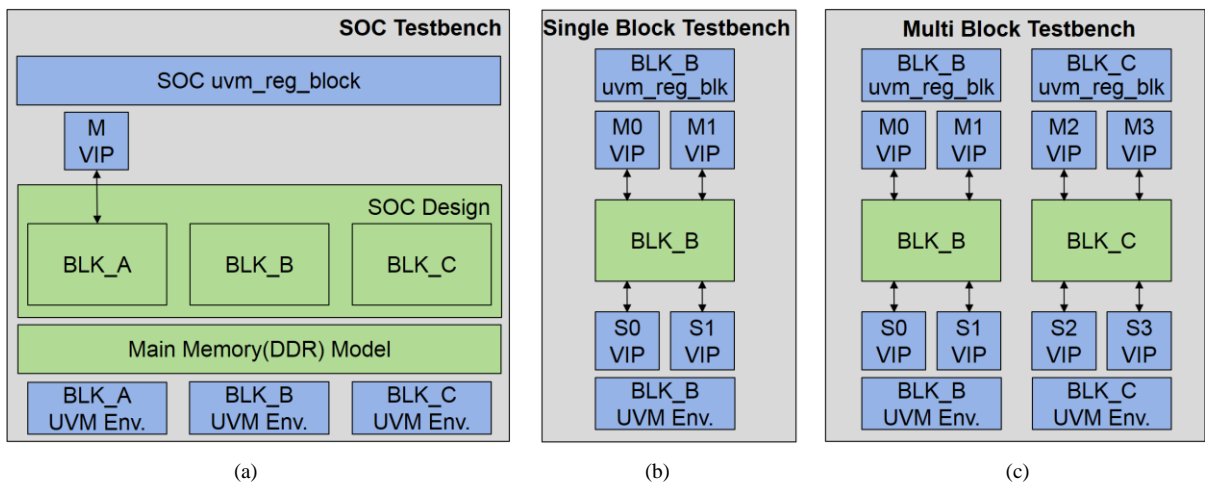 SOC Testbench
SOC uvm_reg_block
M
VIP
SOC Design
BLK_A
BLK_B
BLK_C
Main Memory(DDR) Model
BLK_A
UVM Env.
BLK_B
UVM Env.
BLK_C
UVM Env.
(a)
Single Block Testbench
BLK_B
uvm_reg_blk
M0
VIP
M1
VIP
BLK_B
S0
VIP
S1
VIP
BLK_B
UVM Env.
(b)
Multi Block Testbench
BLK_B
uvm_reg_blk
BLK_C
uvm_reg_blk
M0
VIP
M1
VIP
M2
VIP
M3
VIP
BLK_B
BLK_C
S0
VIP
S1
VIP
S2
VIP
S3
VIP
BLK_B
UVM Env.
BLK_C
UVM Env.
(c)